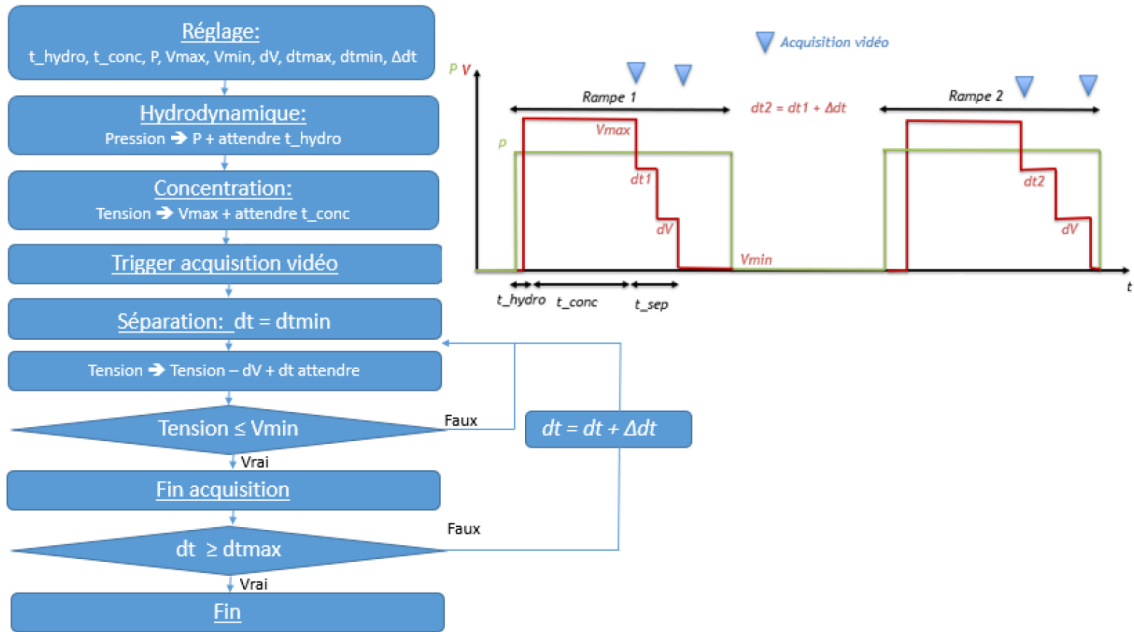 Réglage:
t_hydro, t_conc, P, Vmax, Vmin, dV, dtmax, dtmin, Δdt
Hydrodynamique:
Pression ➔ P + attendre t_hydro
Concentration:
Tension ➔ Vmax + attendre t_conc
Trigger acquisition vidéo
Séparation: dt = dtmin
Tension ➔ Tension – dV + dt attendre
Tension ≤ Vmin
Faux
Vrai
Fin acquisition
dt ≥ dtmax
Faux
Vrai
Fin
dt = dt + Δdt
Acquisition vidéo
P V
Rampe 1
dt2 = dt1 + Δdt
Rampe 2
Vmax
P
dt1
dV
Vmin
dt2
dV
t_hydro
t_conc
t_sep
t